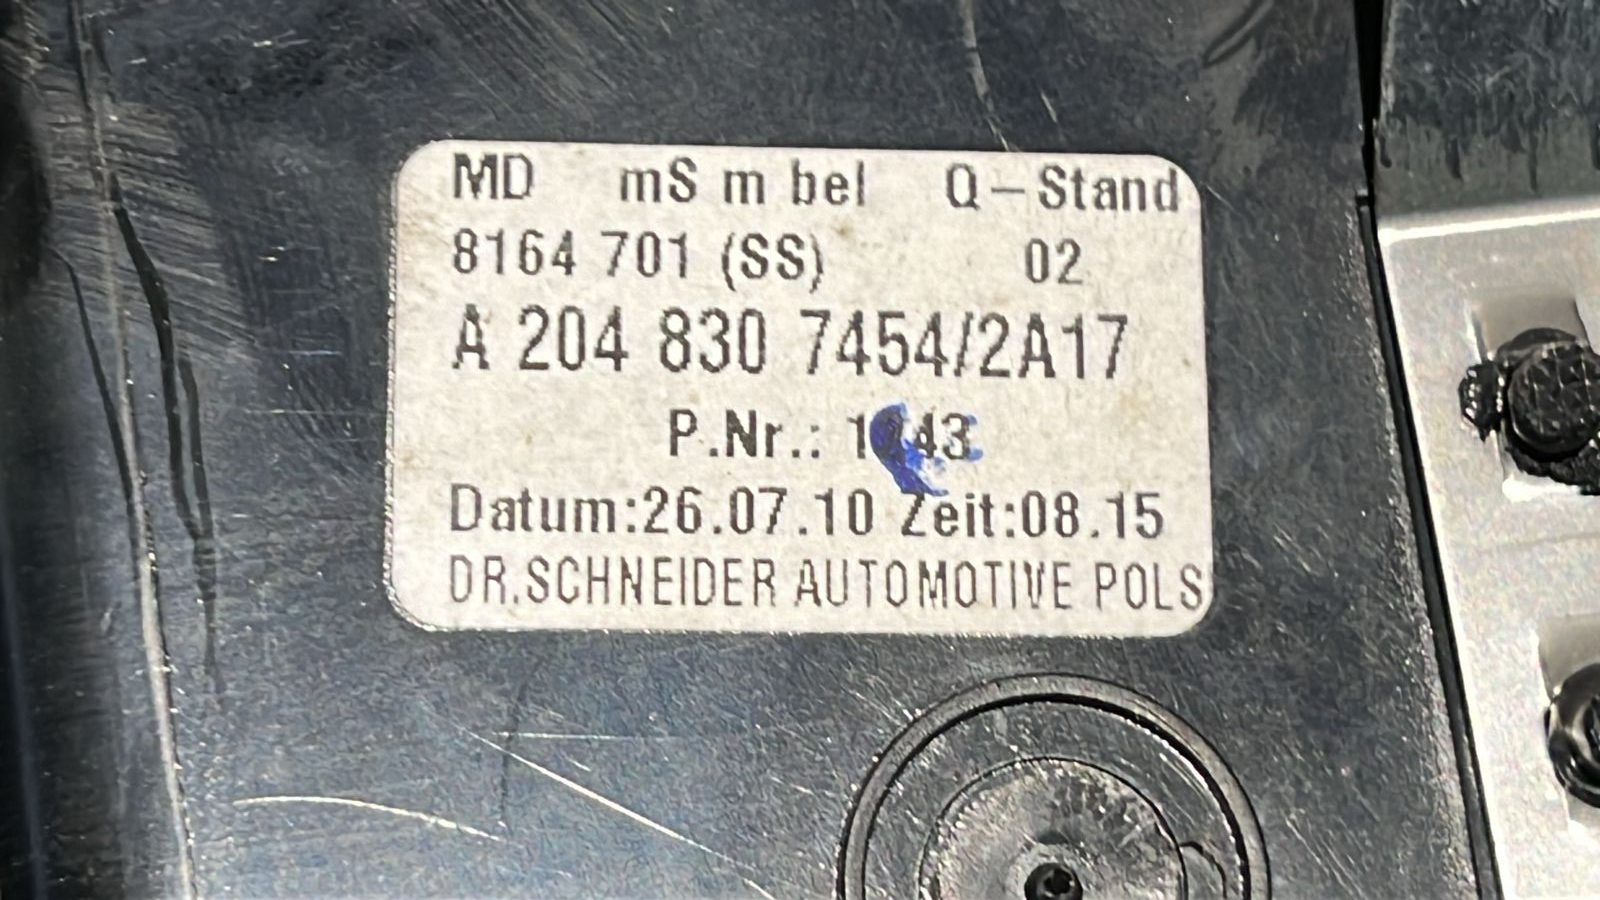 MD mS m bel Q-Stand
8164 701 (SS) 02
A 204 830 7454/2A17
P.Nr.:
Datum:26.07.10 Zeit:08.15
DR.SCHNEIDER AUTOMOTIVE POLS